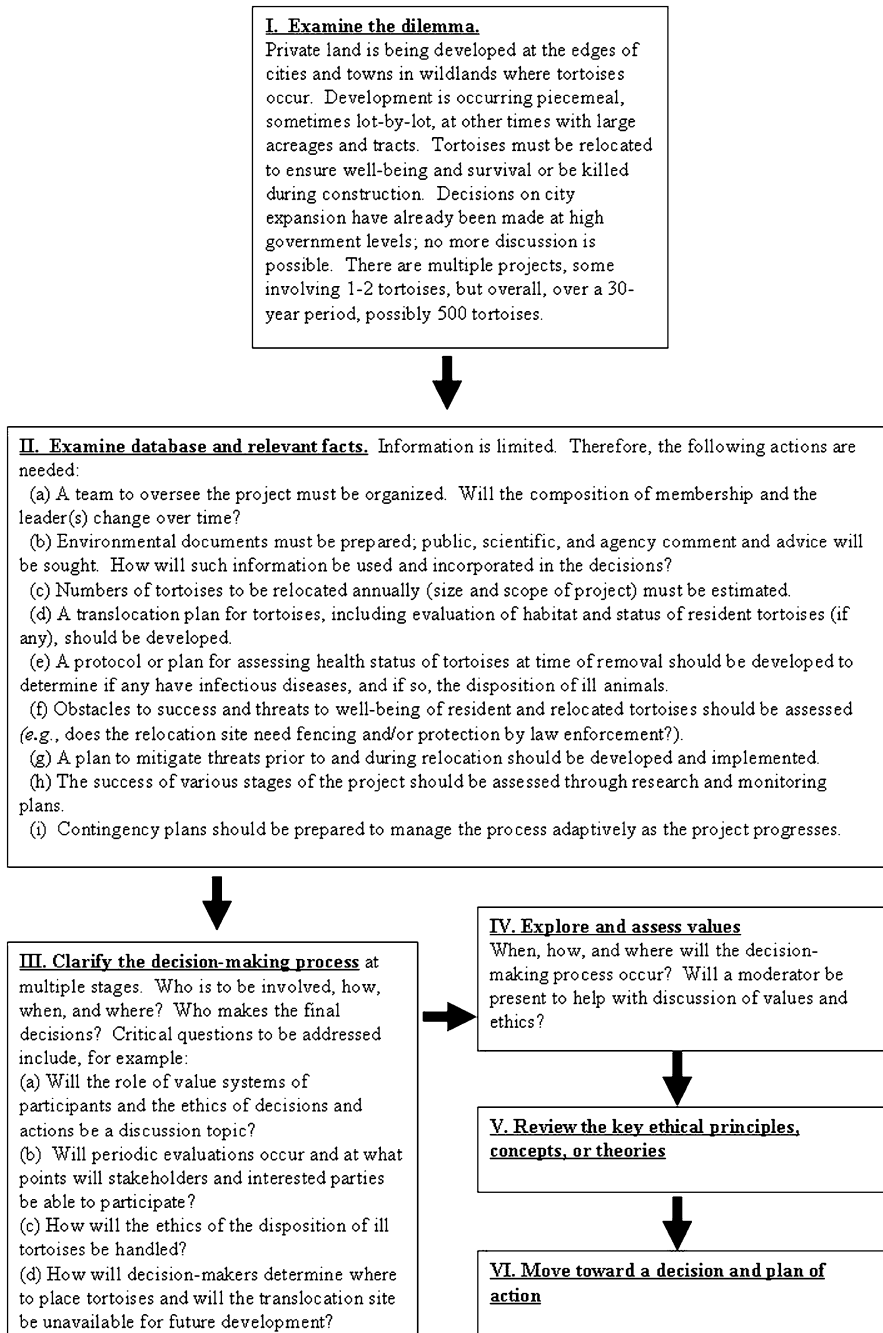 I. Examine the dilemma.
Private land is being developed at the edges of
cities and towns in wildlands where tortoises
occur. Development is occurring piecemeal,
sometimes lot-by-lot, at other times with large
acreages and tracts. Tortoises must be relocated
to ensure well-being and survival or be killed
during construction. Decisions on city
expansion have already been made at high
government levels; no more discussion is
possible. There are multiple projects, some
involving 1-2 tortoises, but overall, over a 30-
year period, possibly 500 tortoises.
II. Examine database and relevant facts. Information is limited. Therefore, the following actions are
needed:
(a) A team to oversee the project must be organized. Will the composition of membership and the
leader(s) change over time?
(b) Environmental documents must be prepared; public, scientific, and agency comment and advice will
be sought. How will such information be used and incorporated in the decisions?
(c) Numbers of tortoises to be relocated annually (size and scope of project) must be estimated.
(d) A translocation plan for tortoises, including evaluation of habitat and status of resident tortoises (if
any), should be developed.
(e) A protocol or plan for assessing health status of tortoises at time of removal should be developed to
determine if any have infectious diseases, and if so, the disposition of ill animals.
(f) Obstacles to success and threats to well-being of resident and relocated tortoises should be assessed
(e.g., does the relocation site need fencing and/or protection by law enforcement?).
(g) A plan to mitigate threats prior to and during relocation should be developed and implemented.
(h) The success of various stages of the project should be assessed through research and monitoring
plans.
(i) Contingency plans should be prepared to manage the process adaptively as the project progresses.
III. Clarify the decision-making process at
multiple stages. Who is to be involved, how,
when, and where? Who makes the final
decisions? Critical questions to be addressed
include, for example:
(a) Will the role of value systems of
participants and the ethics of decisions and
actions be a discussion topic?
(b) Will periodic evaluations occur and at what
points will stakeholders and interested parties
be able to participate?
(c) How will the ethics of the disposition of ill
tortoises be handled?
(d) How will decision-makers determine where
to place tortoises and will the translocation site
be unavailable for future development?
IV. Explore and assess values
When, how, and where will the decision-
making process occur? Will a moderator be
present to help with discussion of values and
ethics?
V. Review the key ethical principles,
concepts, or theories
VI. Move toward a decision and plan of
action